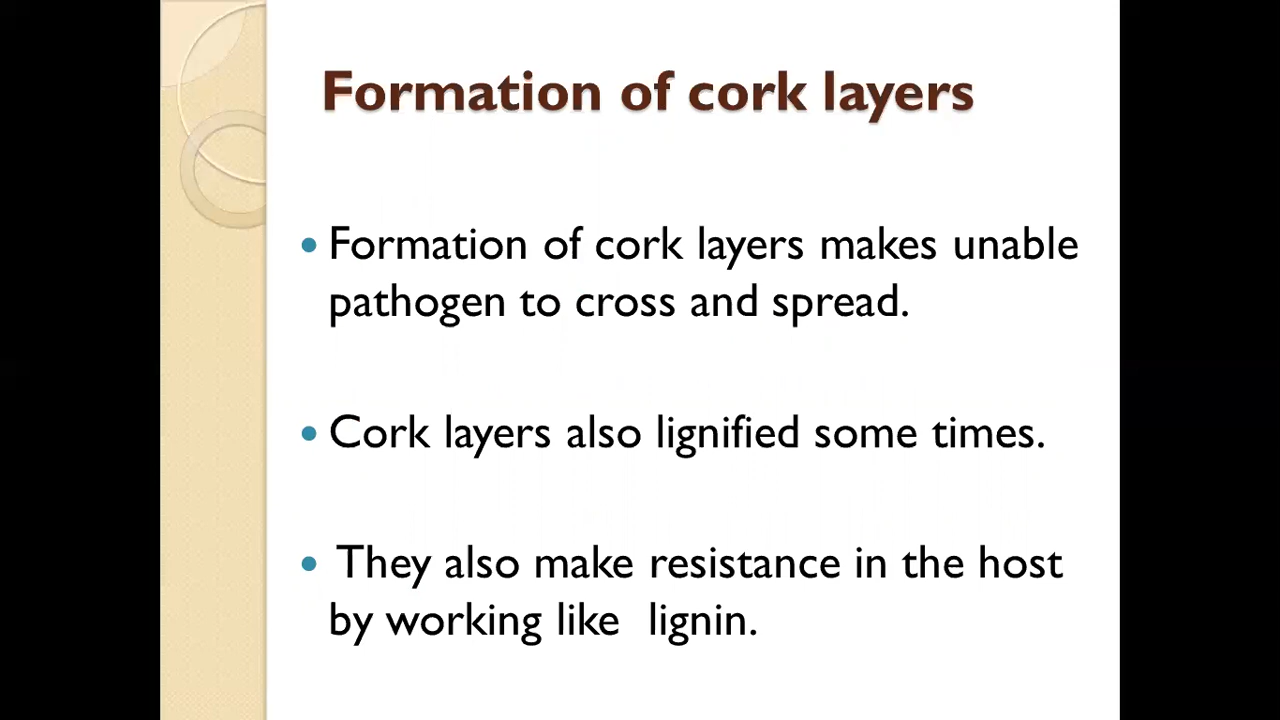 Formation of cork layers
• Formation of cork layers makes unable
pathogen to cross and spread.
• Cork layers also lignified some times.
• They also make resistance in the host
by working like lignin.